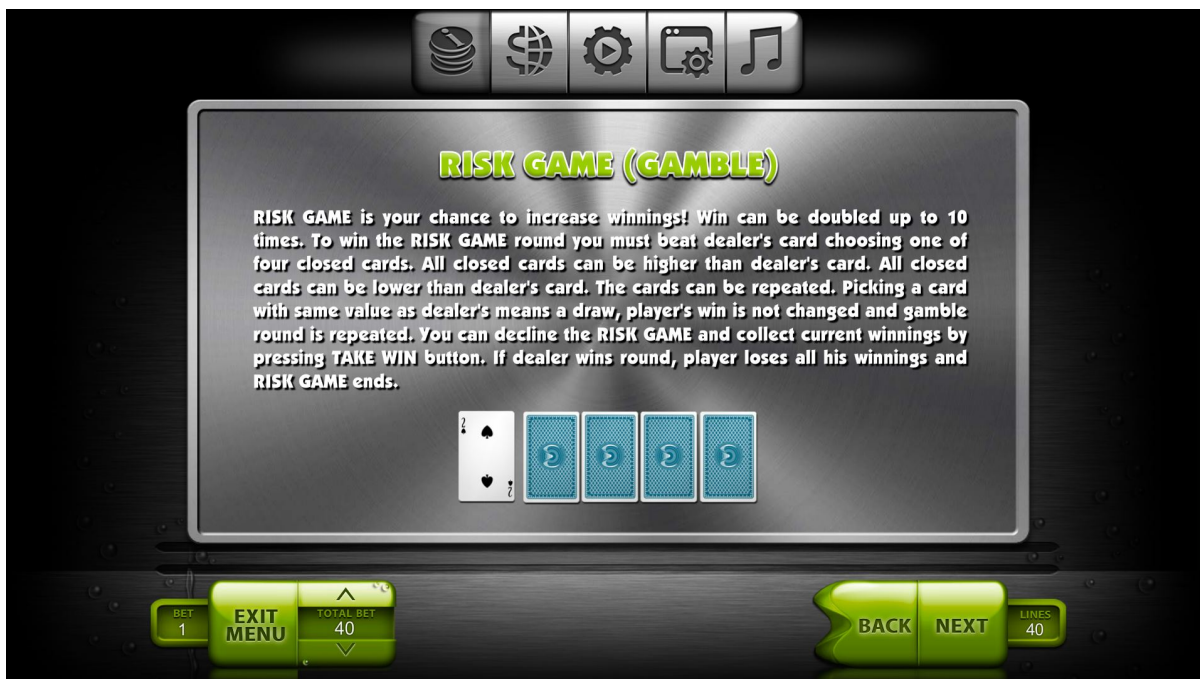 RISK GAME (GAMBLE)
RISK GAME is your chance to increase winnings! Win can be doubled up to 10
times. To win the RISK GAME round you must beat dealer's card choosing one of
four closed cards. All closed cards can be higher than dealer's card. All closed
cards can be lower than dealer's card. The cards can be repeated. Picking a card
with same value as dealer's means a draw, player's win is not changed and gamble
round is repeated. You can decline the RISK GAME and collect current winnings by
pressing TAKE WIN button. If dealer wins round, player loses all his winnings and
RISK GAME ends.
2
2
BET
1
EXIT
MENU
TOTAL BET
40
BACK
NEXT
LINES
40